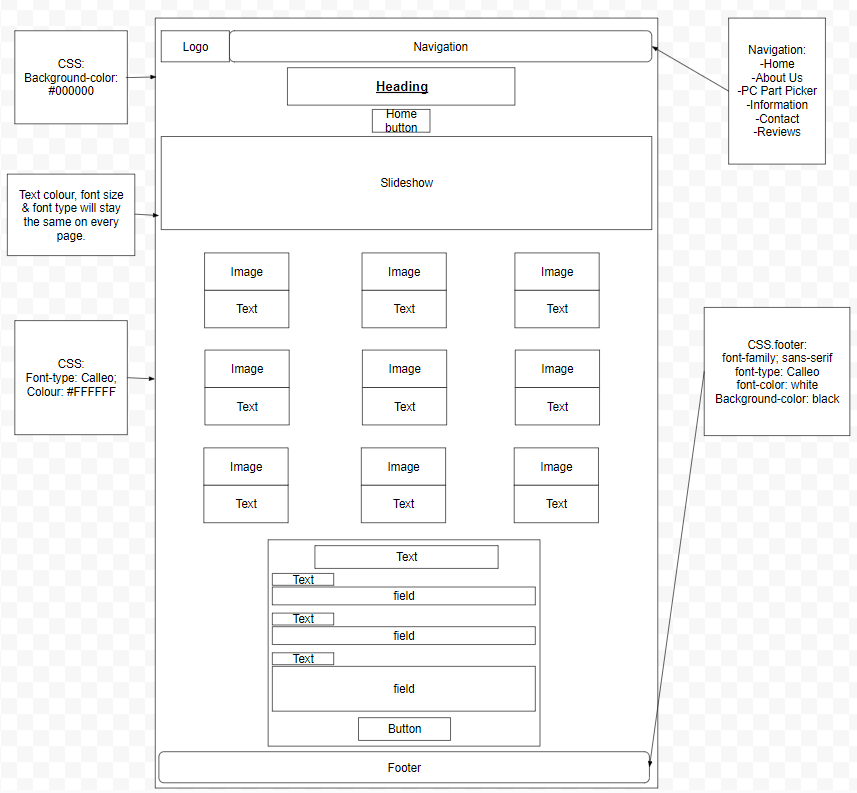 CSS:
Background-color:
#000000
Text colour, font size
& font type will stay
the same on every
page.
CSS:
Font-type: Calleo;
Colour: #FFFFFF
Logo
Navigation
Heading
Home
button
Slideshow
Image
Image
Image
Text
Text
Text
Image
Image
Image
Text
Text
Text
Image
Image
Image
Text
Text
Text
Text
Text
field
Text
field
Text
field
Button
Footer
Navigation:
-Home
-About Us
-PC Part Picker
-Information
-Contact
-Reviews
CSS.footer:
font-family; sans-serif
font-type: Calleo
font-color: white
Background-color: black